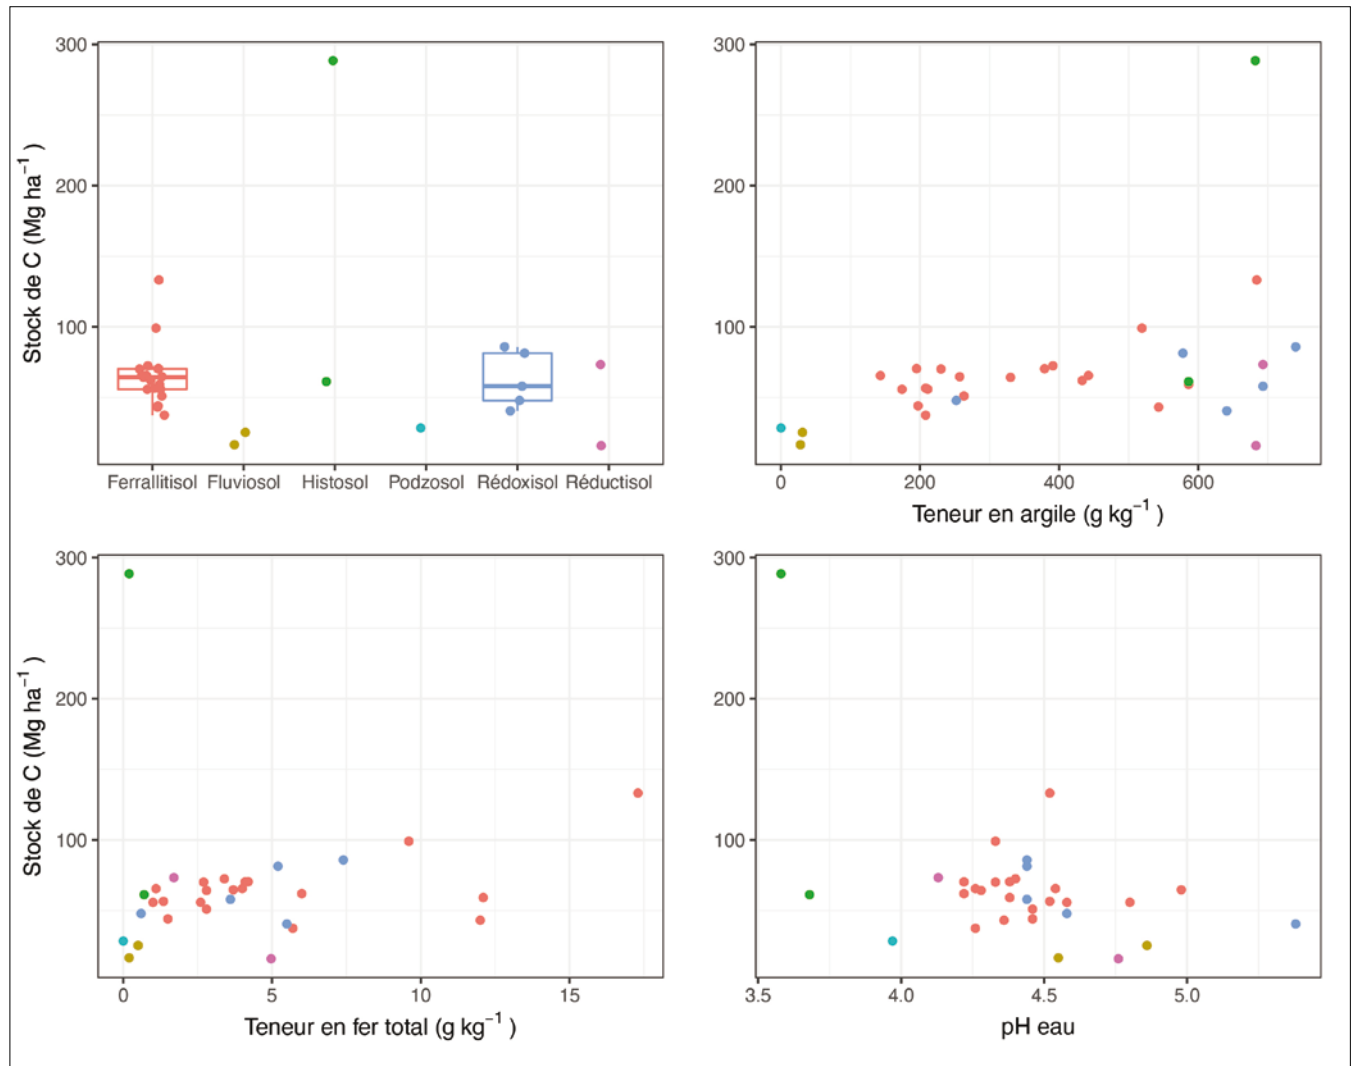 Stock de C (Mg ha⁻¹)
300
200
100
Ferrallitisol Fluviosol Histosol Podzosol Rédoxisol Réductisol
300
200
100
0 200 400 600
Teneur en argile (g kg⁻¹ )
Stock de C (Mg ha⁻¹)
300
200
100
0 5 10 15
Teneur en fer total (g kg⁻¹ )
300
200
100
3.5 4.0 4.5 5.0
pH eau